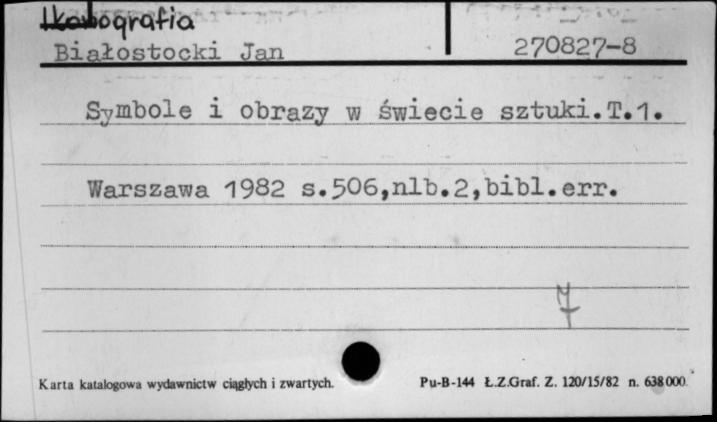 Ikonografia
Białostocki Jan 270827-8
Symbole i obrazy w świecie sztuki.T.1.
Warszawa 1982 s.506,nlb.2,bibl.err.
Karta katalogowa wydawnictw ciągłych i zwartych. Pu-B-144 Ł.Z.Graf. Z. 120/15/82 n. 638000.